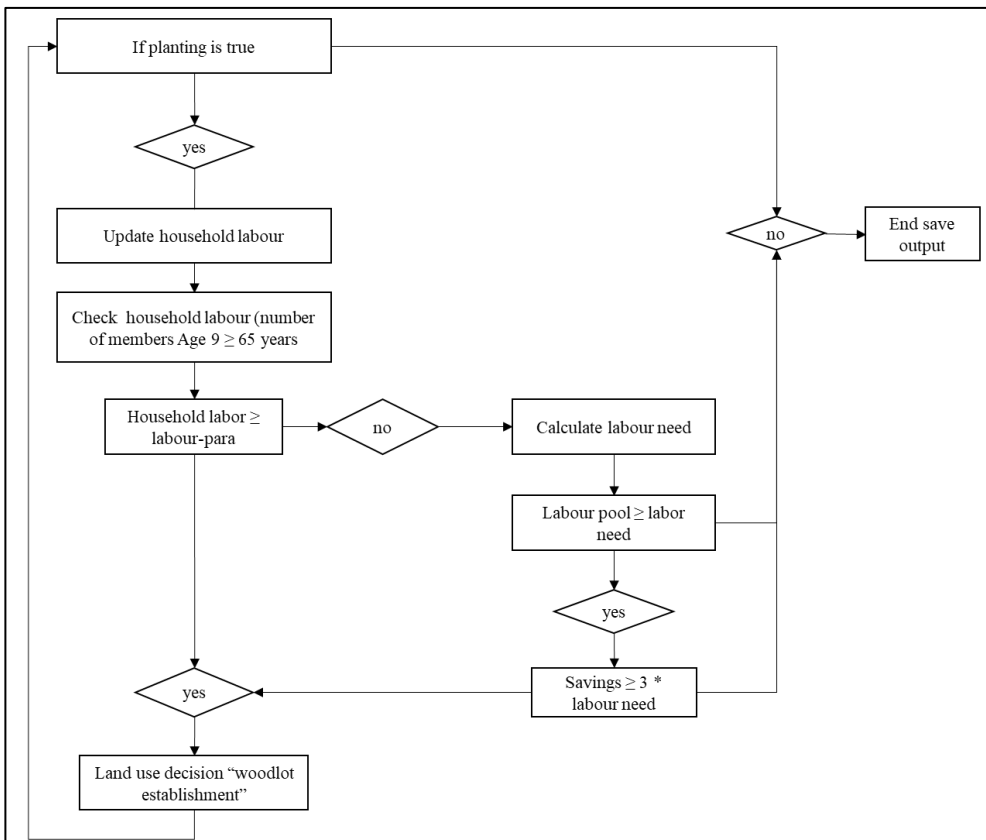 If planting is true
yes
Update household labour
Check household labour (number
of members Age 9 ≥ 65 years
Household labor ≥
labour-para
no
Calculate labour need
Labour pool ≥ labor
need
yes
Savings ≥ 3 *
labour need
yes
Land use decision “woodlot
establishment”
no
End save
output